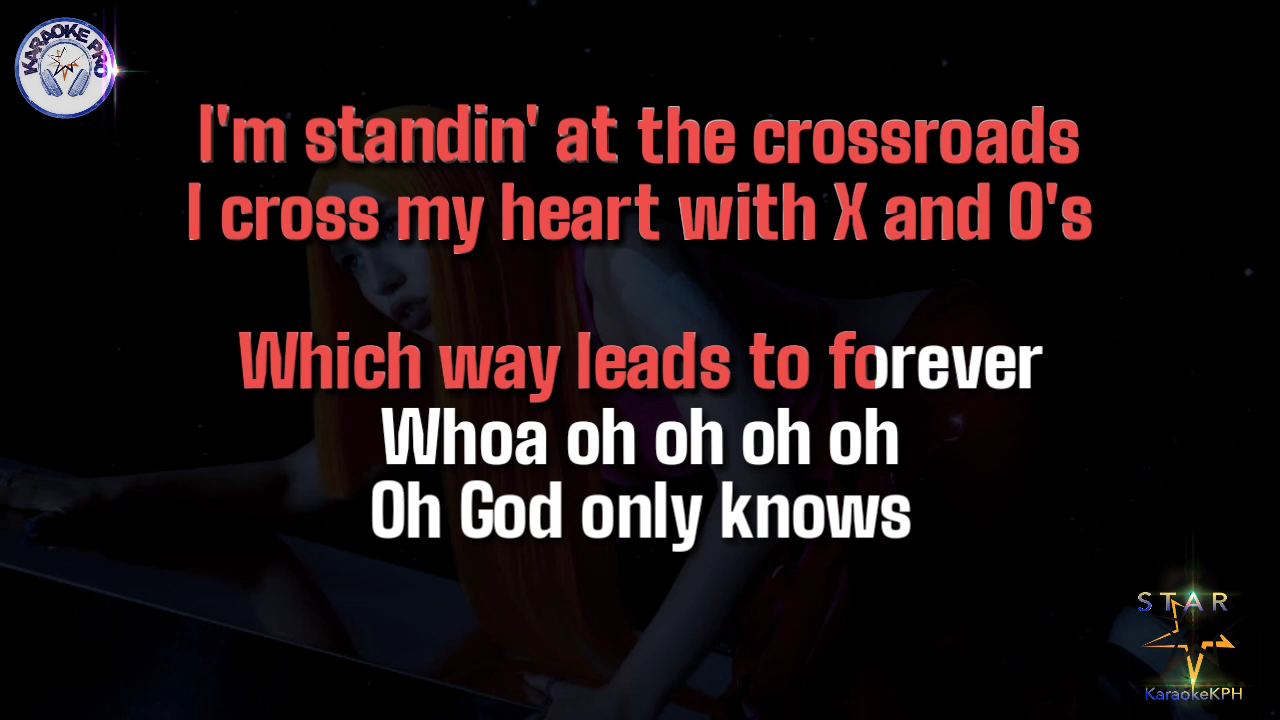 KARAOKE PRO
I'm standin' at the crossroads
I cross my heart with X and O's
Which way leads to forever
Whoa oh oh oh oh
Oh God only knows
STAR
KaraokeKPH